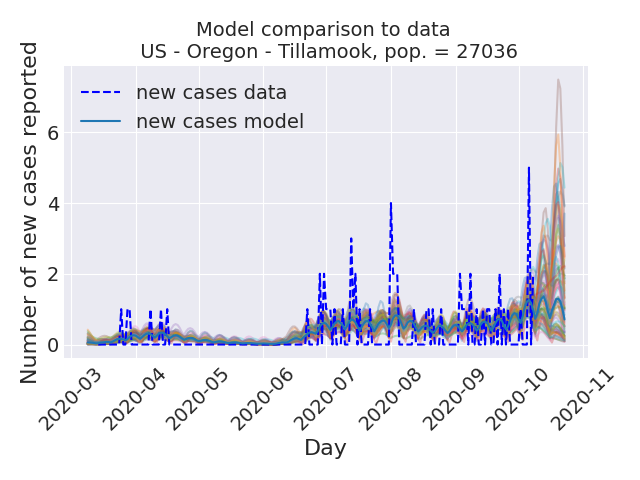 Model comparison to data
US - Oregon - Tillamook, pop. = 27036
Number of new cases reported
6
4
2
0
new cases data
new cases model
2020-03
2020-04
2020-05
2020-06
2020-07
2020-08
2020-09
2020-10
2020-11
Day